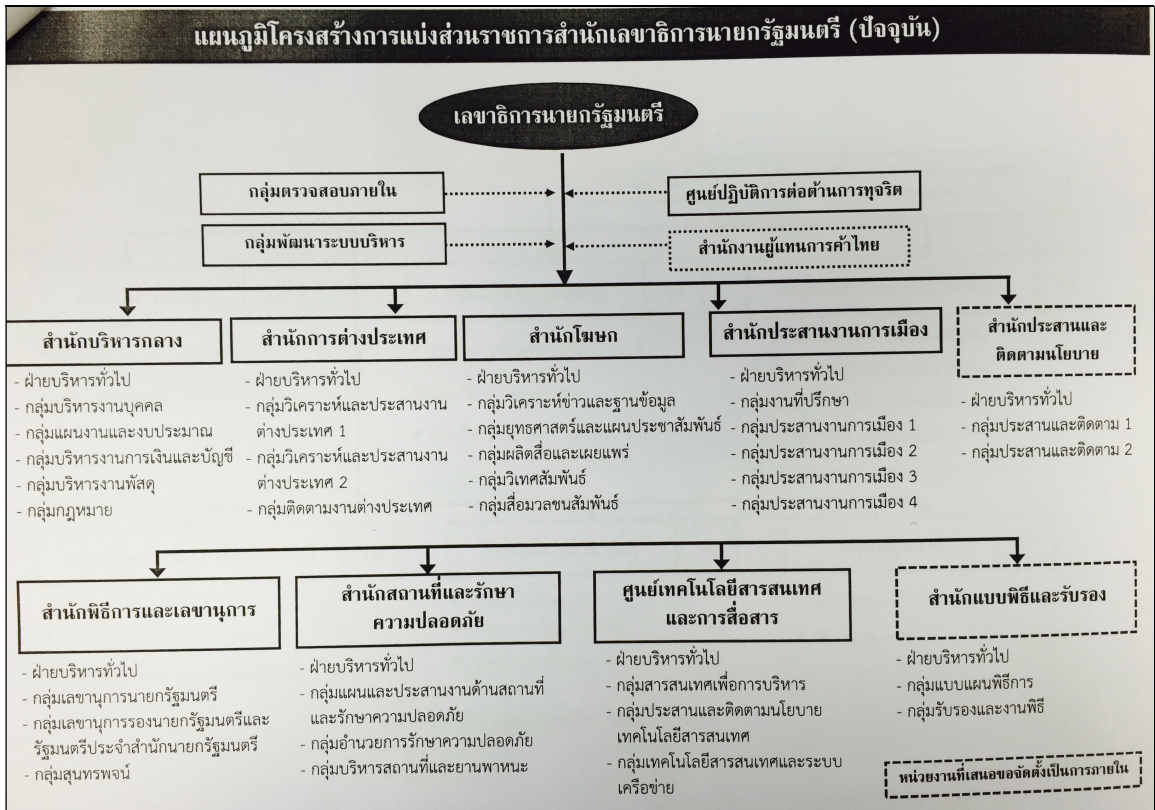 แผนภูมิโครงสร้างการแบ่งส่วนราชการสำนักเลขาธิการนายกรัฐมนตรี (ปัจจุบัน)
เลขาธิการนายกรัฐมนตรี
กลุ่มตรวจสอบภายใน
ศูนย์ปฏิบัติการต่อต้านการทุจริต
กลุ่มพัฒนาระบบบริหาร
สำนักงานผู้แทนการค้าไทย
สำนักบริหารกลาง
- ฝ่ายบริหารทั่วไป
- กลุ่มบริหารงานบุคคล
- กลุ่มแผนงานและงบประมาณ
- กลุ่มบริหารงานการเงินและบัญชี
- กลุ่มบริหารงานพัสดุ
- กลุ่มกฎหมาย
สำนักการต่างประเทศ
- ฝ่ายบริหารทั่วไป
- กลุ่มวิเคราะห์และประสานงาน
ต่างประเทศ 1
- กลุ่มวิเคราะห์และประสานงาน
ต่างประเทศ 2
- กลุ่มติดตามงานต่างประเทศ
สำนักโฆษก
- ฝ่ายบริหารทั่วไป
- กลุ่มวิเคราะห์ข่าวและฐานข้อมูล
- กลุ่มยุทธศาสตร์และแผนประชาสัมพันธ์
- กลุ่มผลิตสื่อและเผยแพร่
- กลุ่มวิเทศสัมพันธ์
- กลุ่มสื่อมวลชนสัมพันธ์
สำนักประสานงานการเมือง
- ฝ่ายบริหารทั่วไป
- กลุ่มงานที่ปรึกษา
- กลุ่มประสานงานการเมือง 1
- กลุ่มประสานงานการเมือง 2
- กลุ่มประสานงานการเมือง 3
- กลุ่มประสานงานการเมือง 4
สำนักประสานและ
ติดตามนโยบาย
- ฝ่ายบริหารทั่วไป
- กลุ่มประสานและติดตาม 1
- กลุ่มประสานและติดตาม 2
สำนักพิธีการและเลขานุการ
- ฝ่ายบริหารทั่วไป
- กลุ่มเลขานุการนายกรัฐมนตรี
- กลุ่มเลขานุการรองนายกรัฐมนตรีและ
รัฐมนตรีประจำสำนักนายกรัฐมนตรี
- กลุ่มสุนทรพจน์
สำนักสถานที่และรักษา
ความปลอดภัย
- ฝ่ายบริหารทั่วไป
- กลุ่มแผนและประสานงานด้านสถานที่
และรักษาความปลอดภัย
- กลุ่มอำนวยการรักษาความปลอดภัย
- กลุ่มบริหารสถานที่และยานพาหนะ
ศูนย์เทคโนโลยีสารสนเทศ
และการสื่อสาร
- ฝ่ายบริหารทั่วไป
- กลุ่มสารสนเทศเพื่อการบริหาร
- กลุ่มประสานและติดตามนโยบาย
เทคโนโลยีสารสนเทศ
- กลุ่มเทคโนโลยีสารสนเทศและระบบ
เครือข่าย
สำนักแบบพิธีและรับรอง
- ฝ่ายบริหารทั่วไป
- กลุ่มแบบแผนพิธีการ
- กลุ่มรับรองและงานพิธี
หน่วยงานที่เสนอขอจัดตั้งเป็นการภายใน